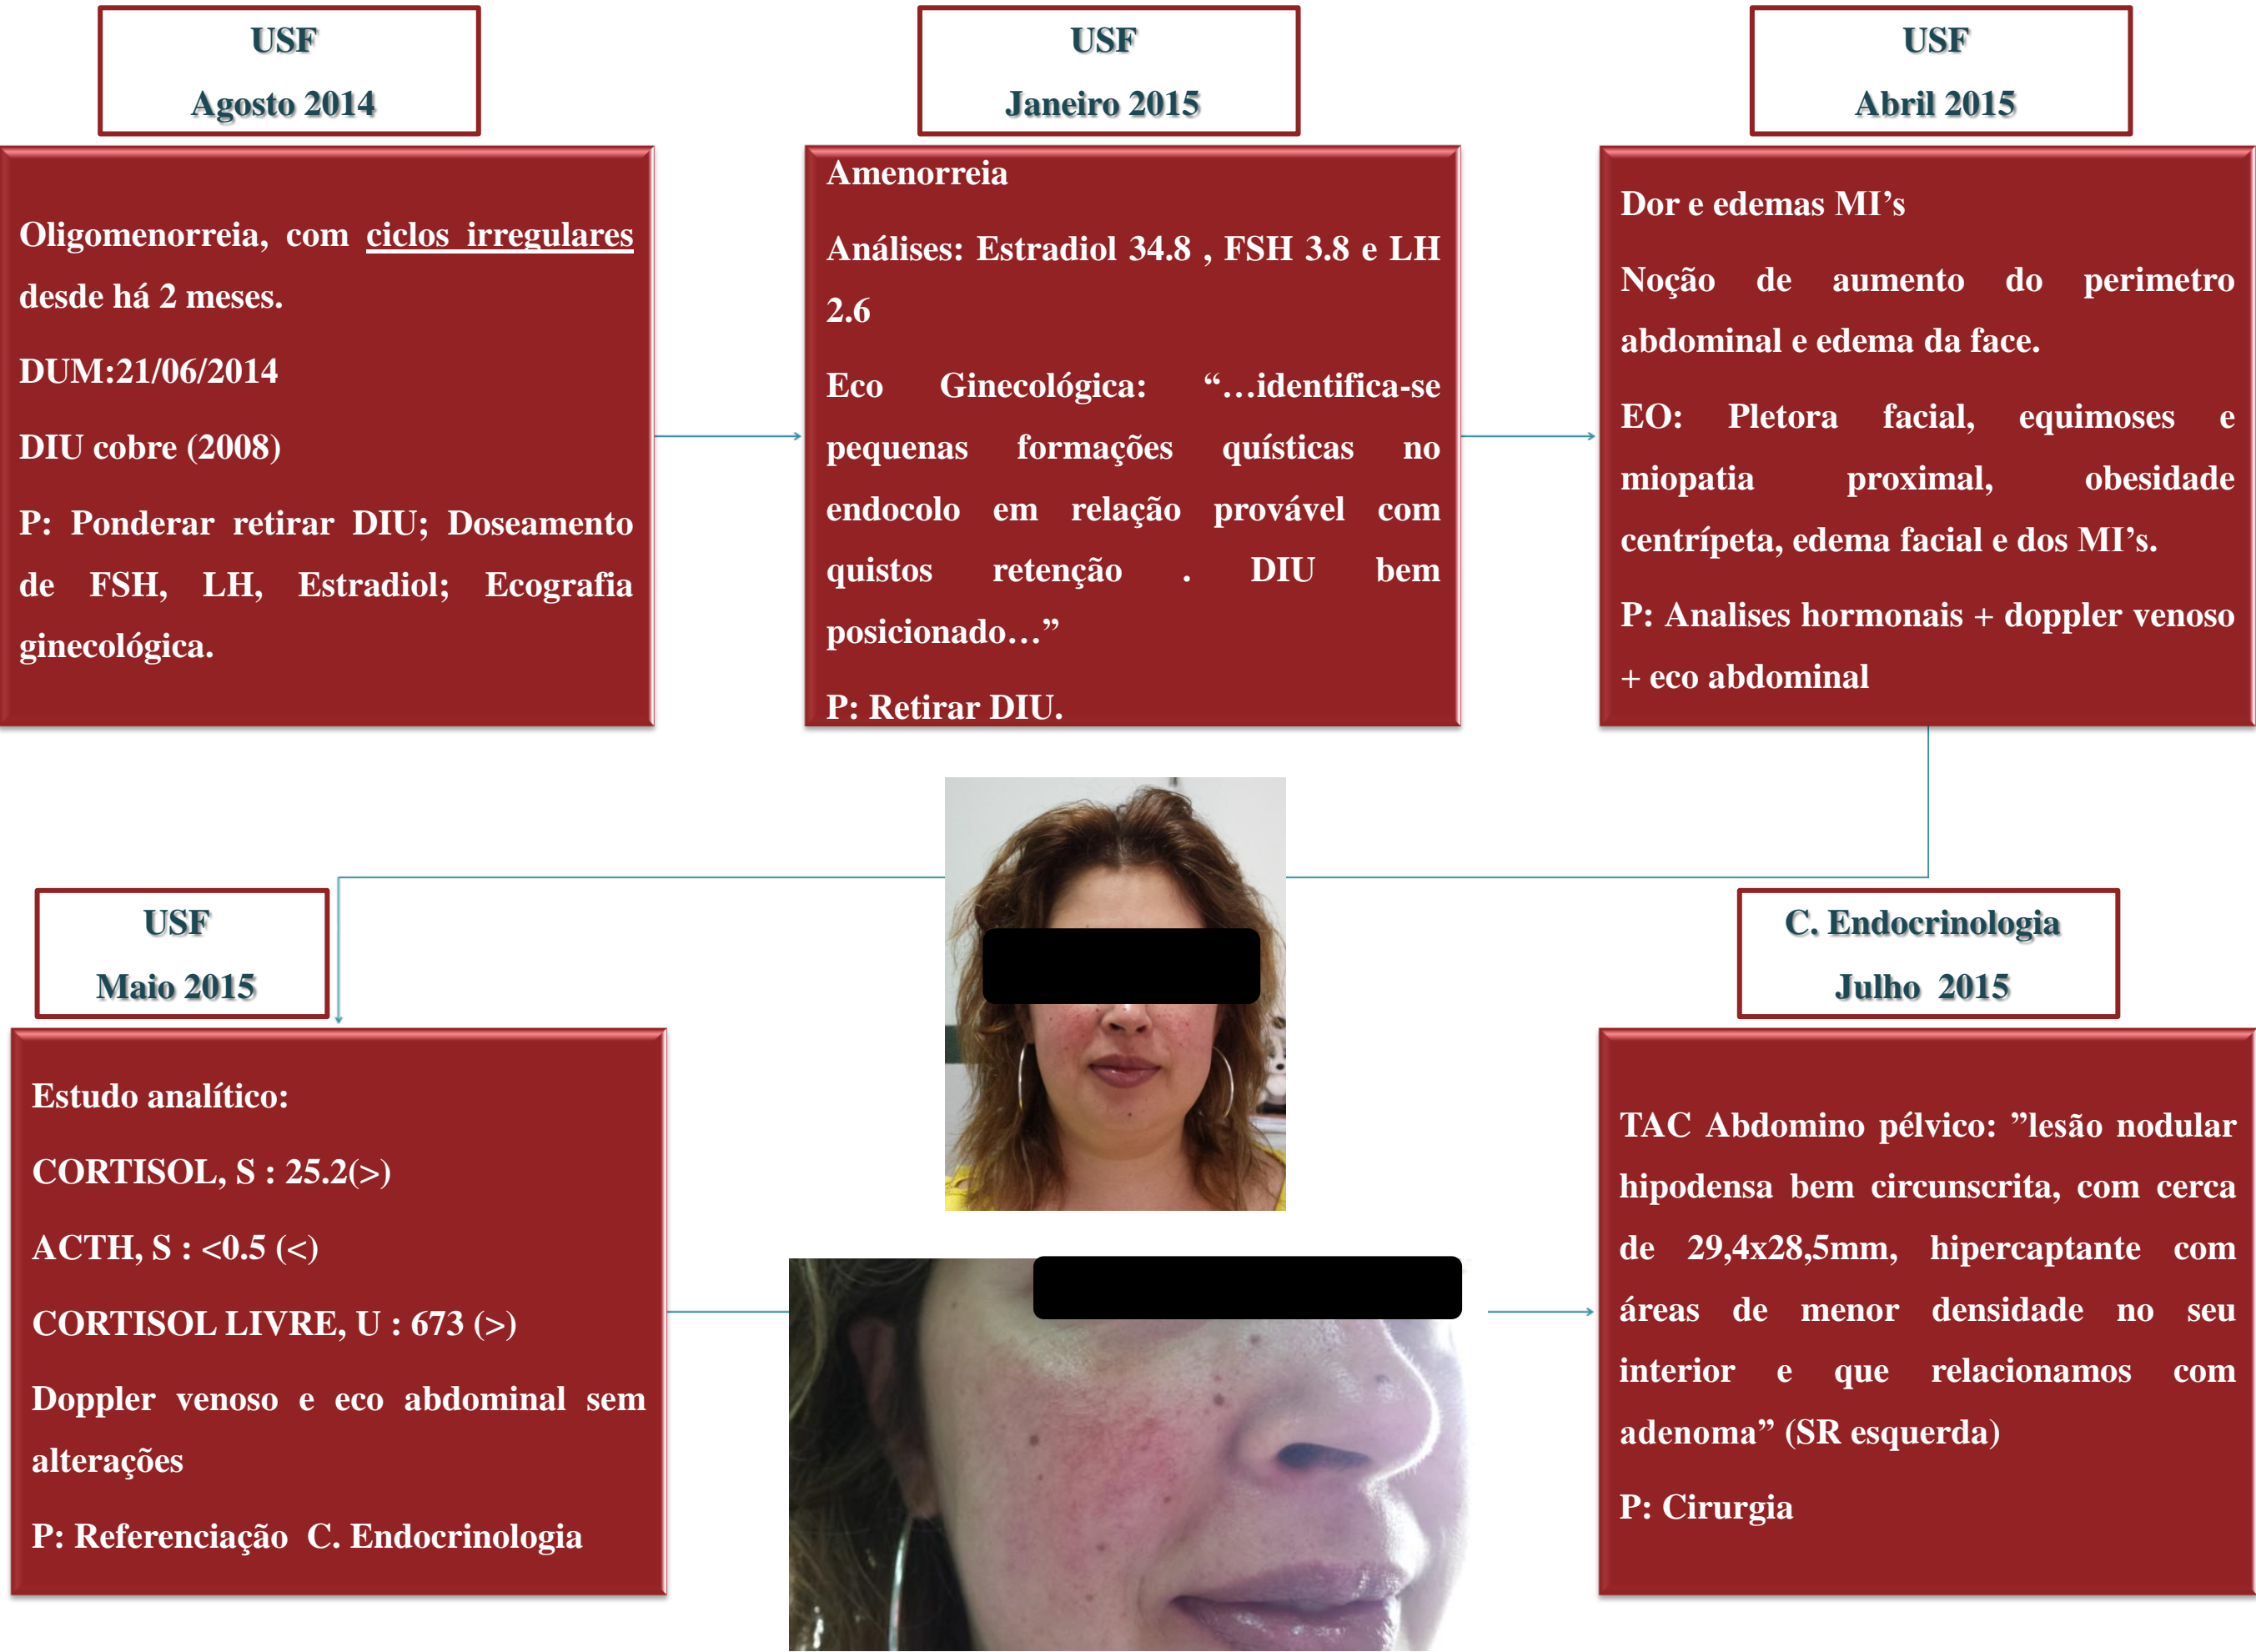 USF
Agosto 2014
Oligomenorreia, com ciclos irregulares
desde há 2 meses.
DUM:21/06/2014
DIU cobre (2008)
P: Ponderar retirar DIU; Doseamento
de FSH, LH, Estradiol; Ecografia
ginecológica.
USF
Janeiro 2015
Amenorreia
Análises: Estradiol 34.8 , FSH 3.8 e LH
2.6
Eco Ginecológica: “…identifica-se
pequenas formações quísticas no
endocolo em relação provável com
quistos retenção . DIU bem
posicionado…”
P: Retirar DIU.
USF
Abril 2015
Dor e edemas MI’s
Noção de aumento do perimetro
abdominal e edema da face.
EO: Pletora facial, equimoses e
miopatia proximal, obesidade
centrípeta, edema facial e dos MI’s.
P: Analises hormonais + doppler venoso
+ eco abdominal
USF
Maio 2015
Estudo analítico:
CORTISOL, S : 25.2(>)
ACTH, S : <0.5 (<)
CORTISOL LIVRE, U : 673 (>)
Doppler venoso e eco abdominal sem
alterações
P: Referenciação C. Endocrinologia
C. Endocrinologia
Julho 2015
TAC Abdomino pélvico: ”lesão nodular
hipodensa bem circunscrita, com cerca
de 29,4x28,5mm, hipercaptante com
áreas de menor densidade no seu
interior e que relacionamos com
adenoma” (SR esquerda)
P: Cirurgia